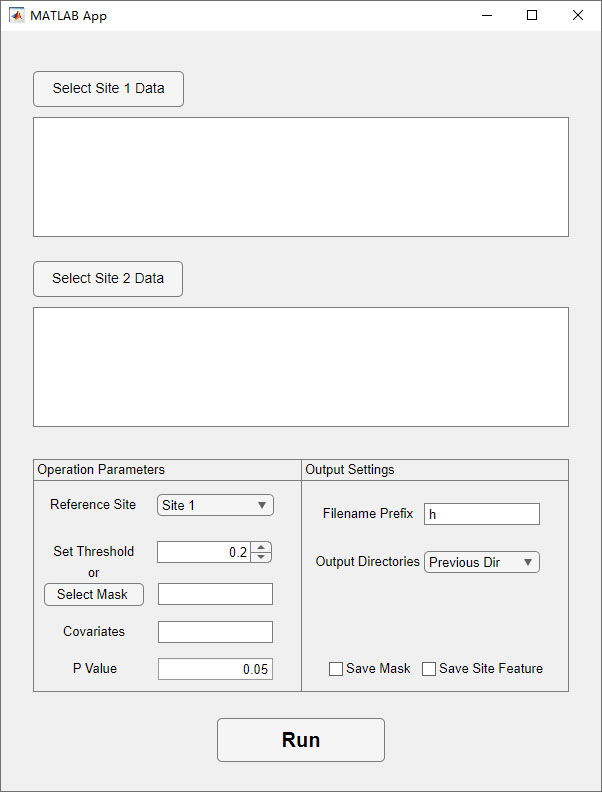 MATLAB App
Select Site 1 Data
Select Site 2 Data
Operation Parameters
Reference Site Site 1
Set Threshold 0.2
or
Select Mask
Covariates
P Value 0.05
Output Settings
Filename Prefix h
Output Directories Previous Dir
Save Mask Save Site Feature
Run